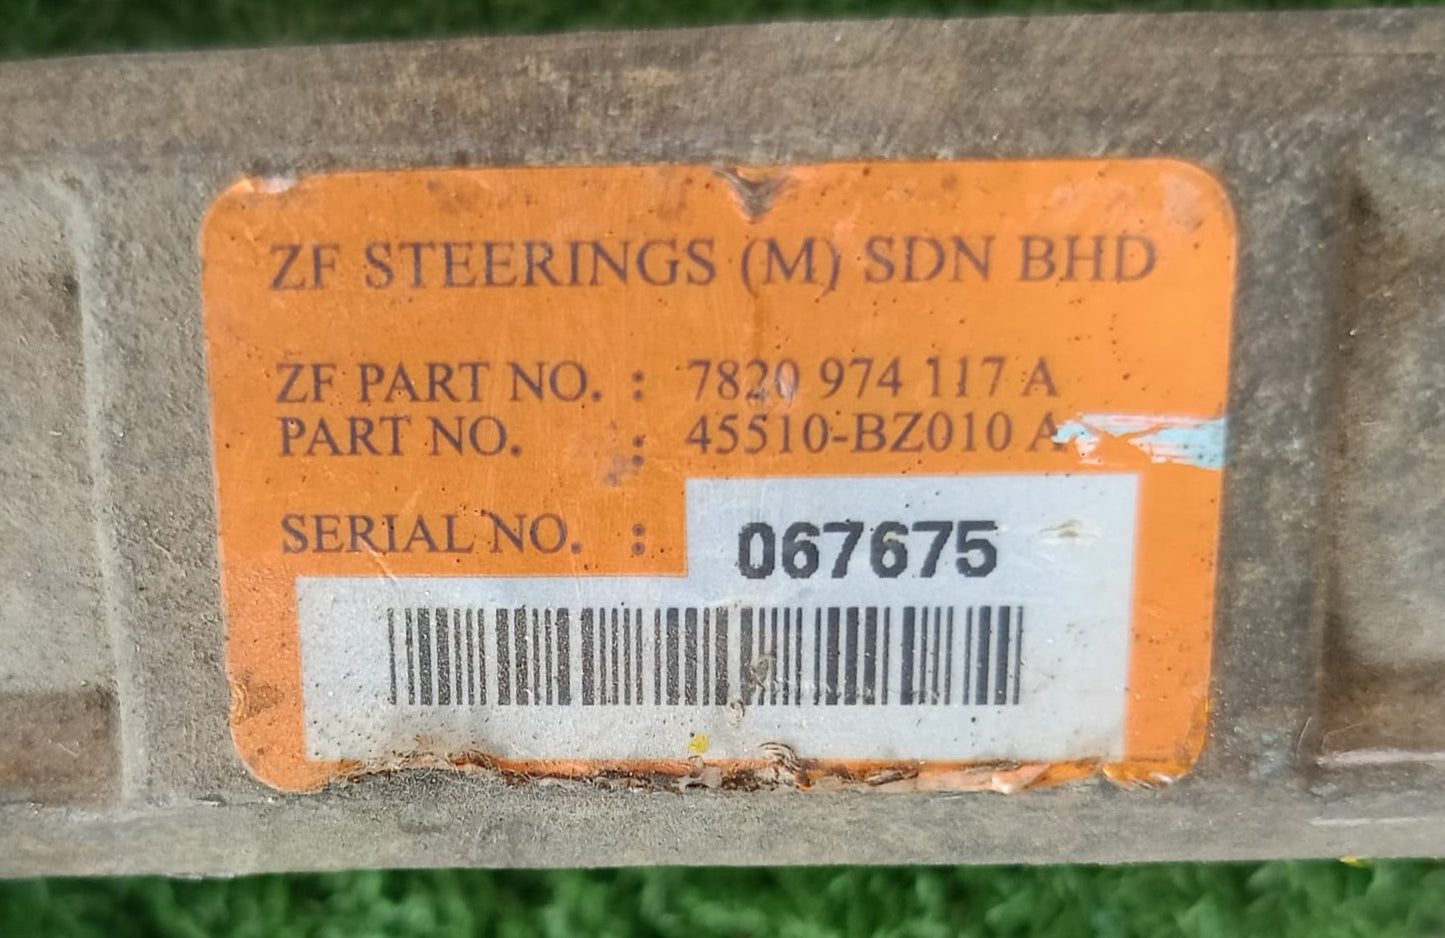 ZF STEERINGS (M) SDN BHD
ZF PART NO. : 7820 974 117 A
PART NO. : 45510-BZ010 A
SERIAL NO. : 067675